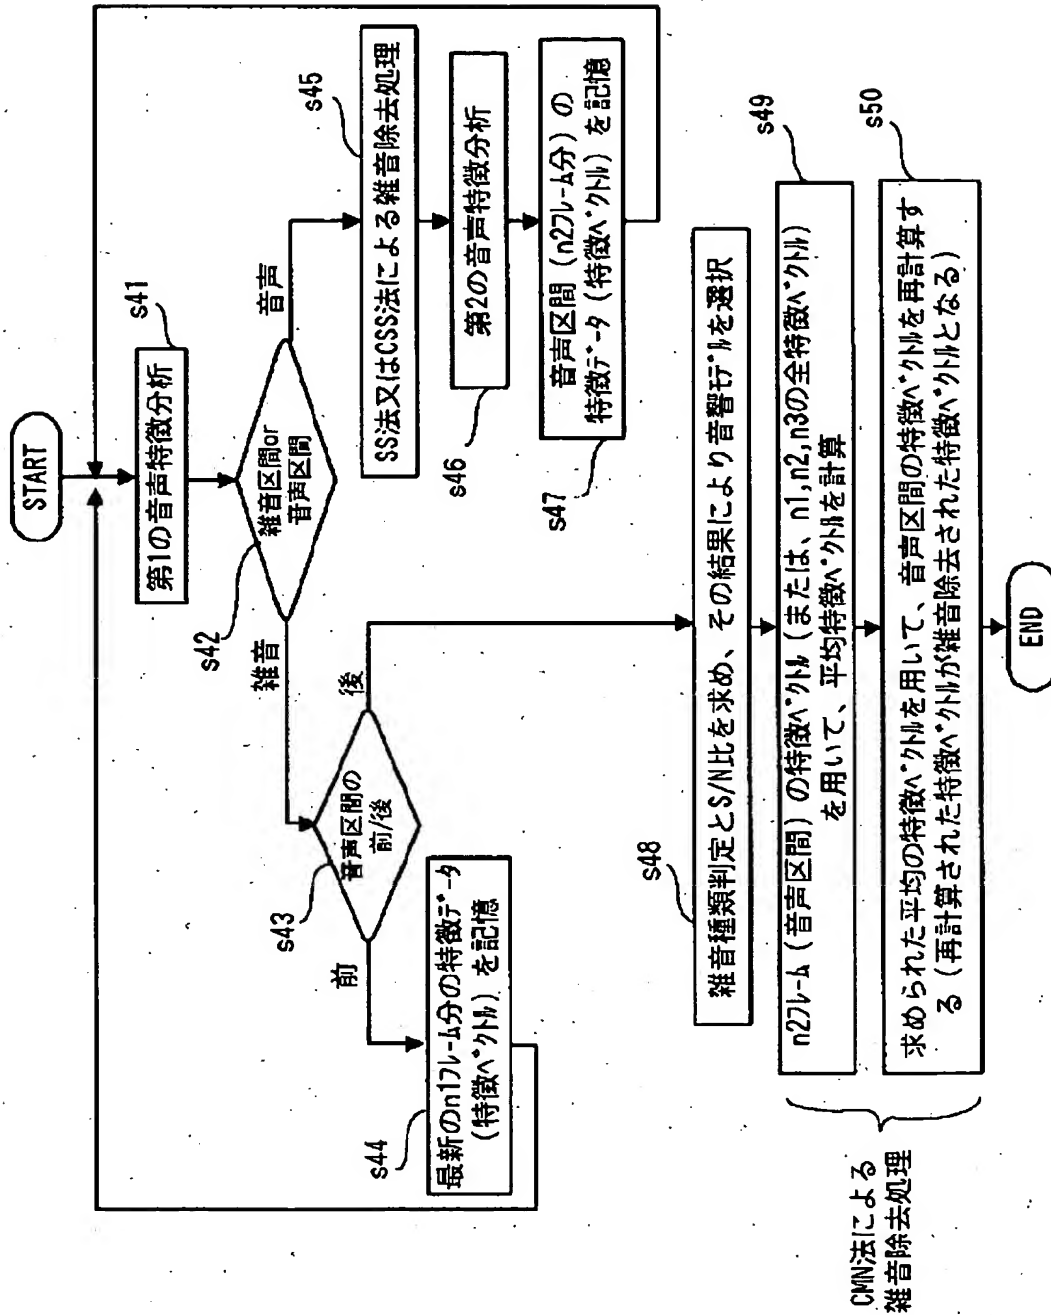 START
第1の音声特徴分析
s41
雑音区間or
音声区間
s42
雑音
音声
音声区間の
前/後
s43
前
後
最新のn1フレーム分の特徴データ
(特徴ベクトル)を記憶
s44
SS法又はCSS法による雑音除去処理
s45
第2の音声特徴分析
s46
音声区間(n2フレーム分)の
特徴データ(特徴ベクトル)を記憶
s47
雑音種類判定とS/N比を求め、その結果により音響モデルを選択
s48
n2フレーム(音声区間)の特徴ベクトル(または、n1,n2,n3の全特徴ベクトル)
を用いて、平均特徴ベクトルを計算
s49
求められた平均の特徴ベクトルを用いて、音声区間の特徴ベクトルを再計算す
る(再計算された特徴ベクトルが雑音除去された特徴ベクトルとなる)
s50
CMN法による
雑音除去処理
END